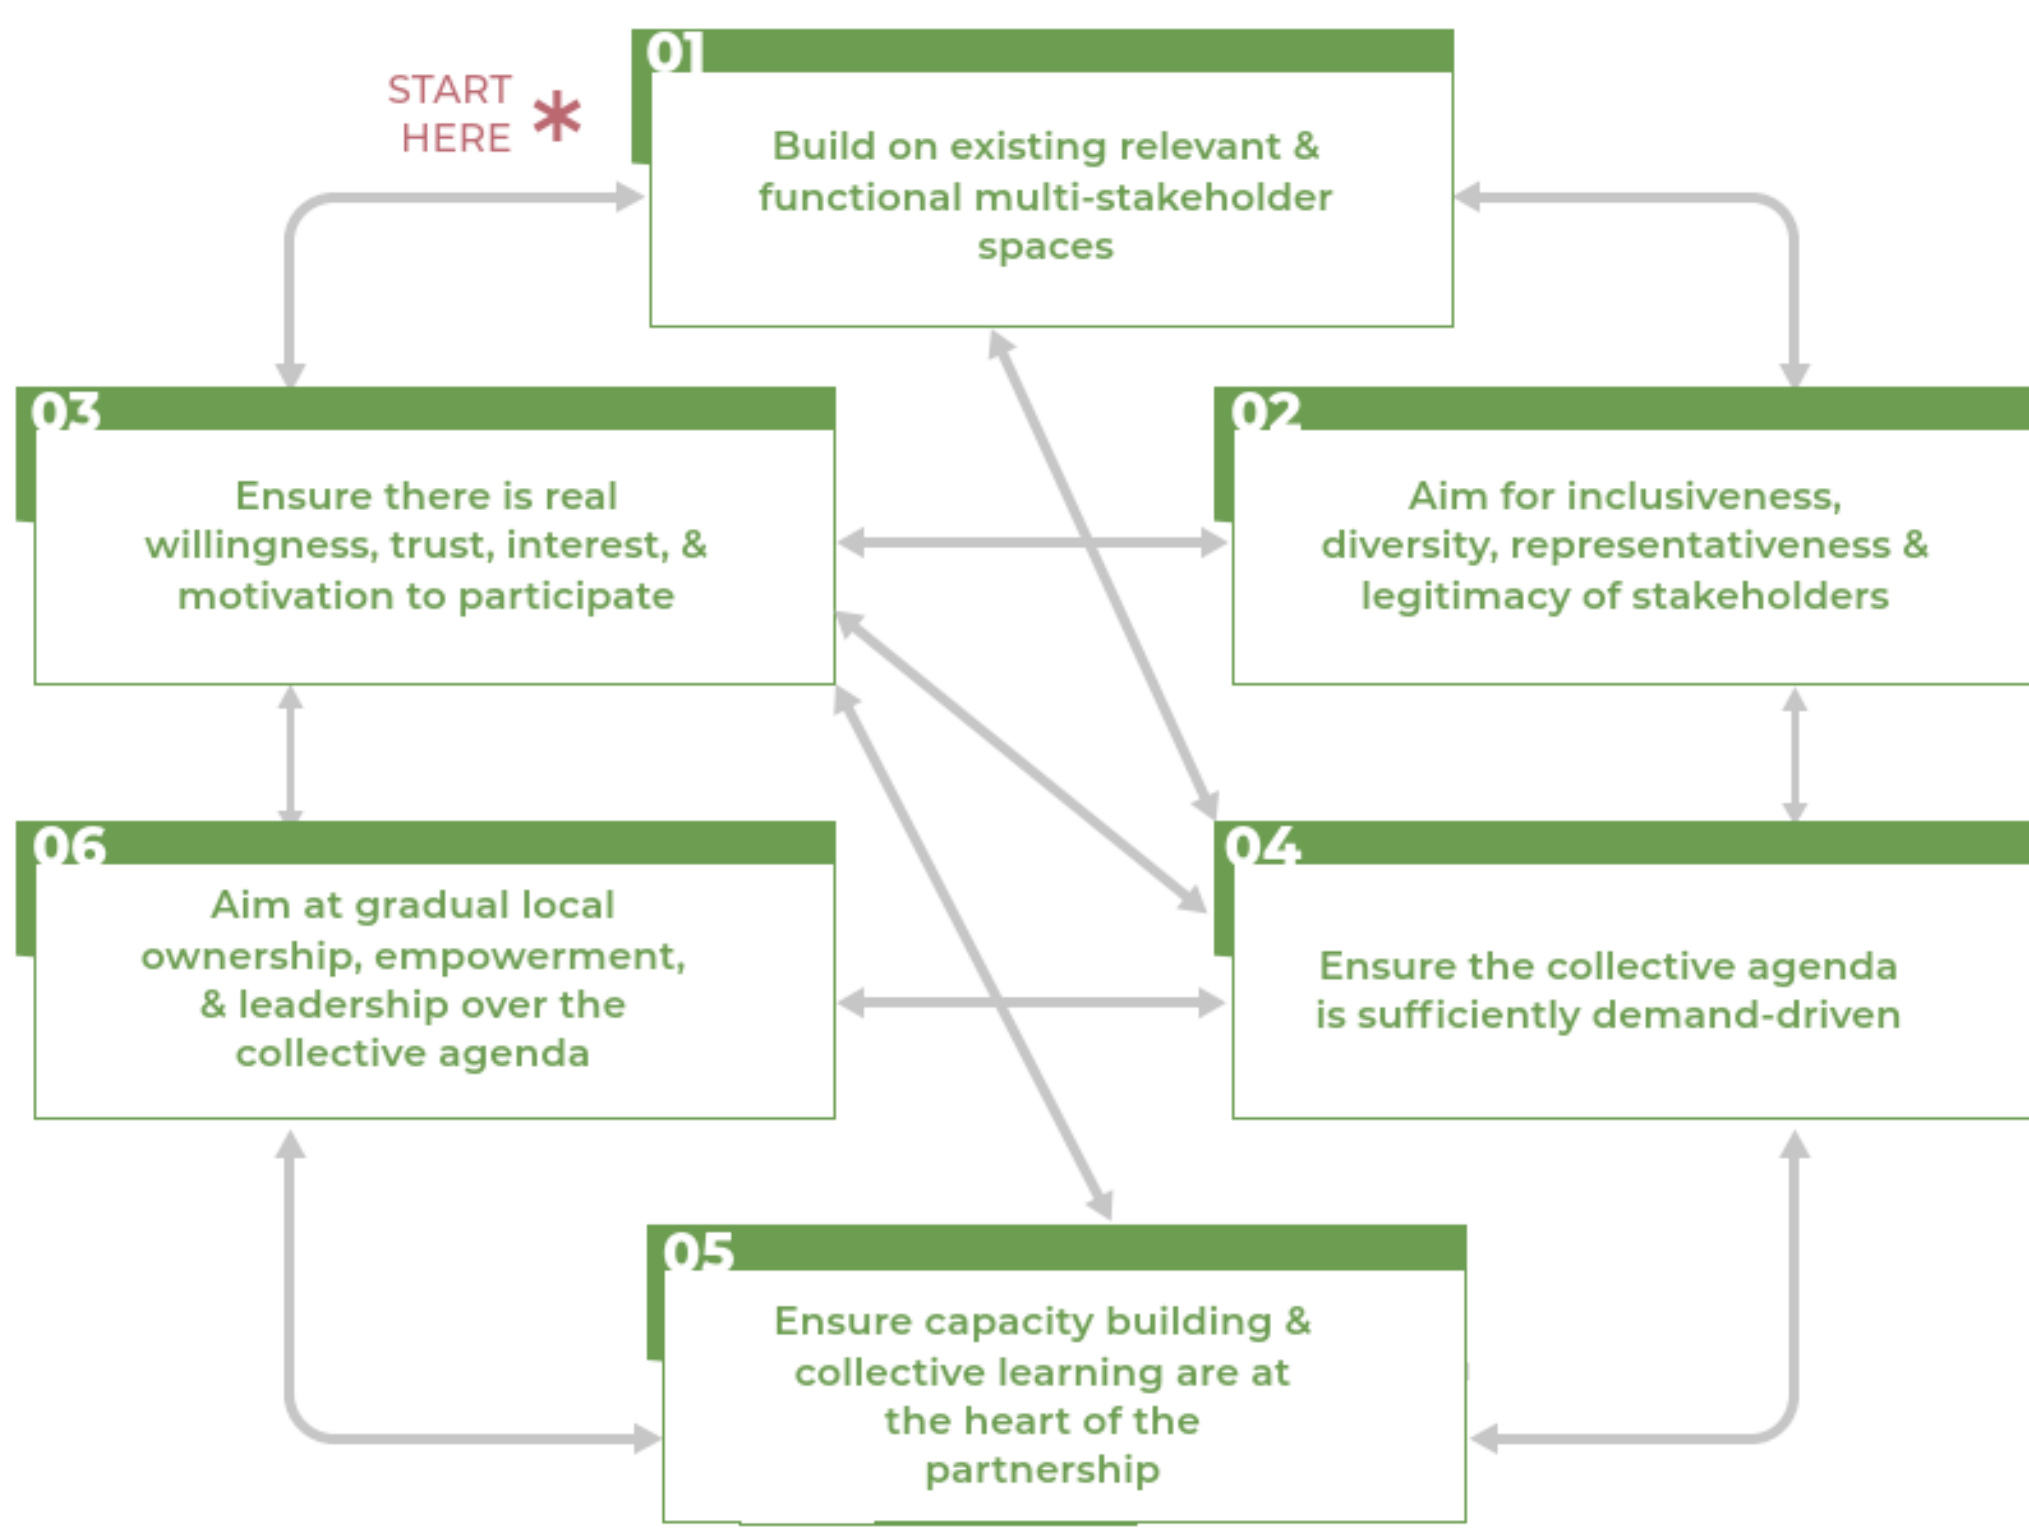 START
HERE *
01
Build on existing relevant &
functional multi-stakeholder
spaces
03
Ensure there is real
willingness, trust, interest, &
motivation to participate
02
Aim for inclusiveness,
diversity, representativeness &
legitimacy of stakeholders
06
Aim at gradual local
ownership, empowerment,
& leadership over the
collective agenda
04
Ensure the collective agenda
is sufficiently demand-driven
05
Ensure capacity building &
collective learning are at
the heart of the
partnership